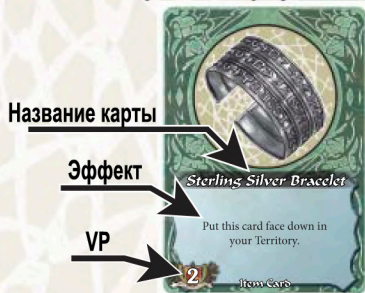 Название карты
Sterling Silver Bracelet
Эффект
Put this card face down in
your Territory.
VP
2
Item Card